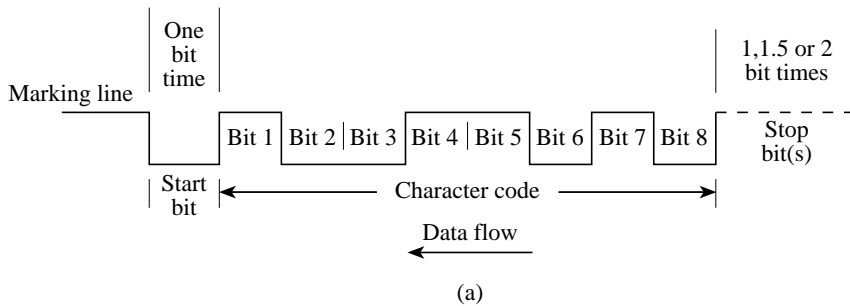 One
bit
time
1,1.5 or 2
bit times
Marking line
Bit 1 Bit 2 Bit 3 Bit 4 Bit 5 Bit 6 Bit 7 Bit 8
Stop
bit(s)
Start
bit
Character code
Data flow
(a)